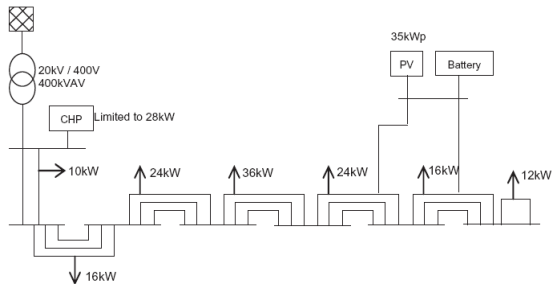 35kWp
20kV / 400V
400kVAV
PV
Battery
CHP
Limited to 28kW
10kW
24kW
36kW
24kW
16kW
12kW
16kW